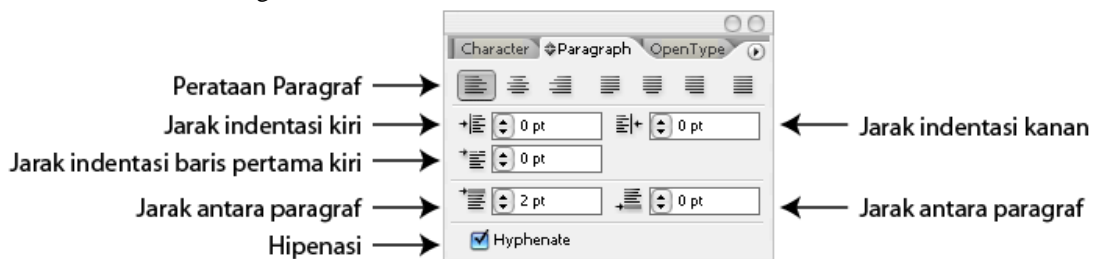 Character Paragraph OpenType
Perataan Paragraf
Jarak indentasi kiri 0 pt 0 pt Jarak indentasi kanan
Jarak indentasi baris pertama kiri 0 pt
Jarak antara paragraf 2 pt 0 pt Jarak antara paragraf
Hipenasi Hyphenate